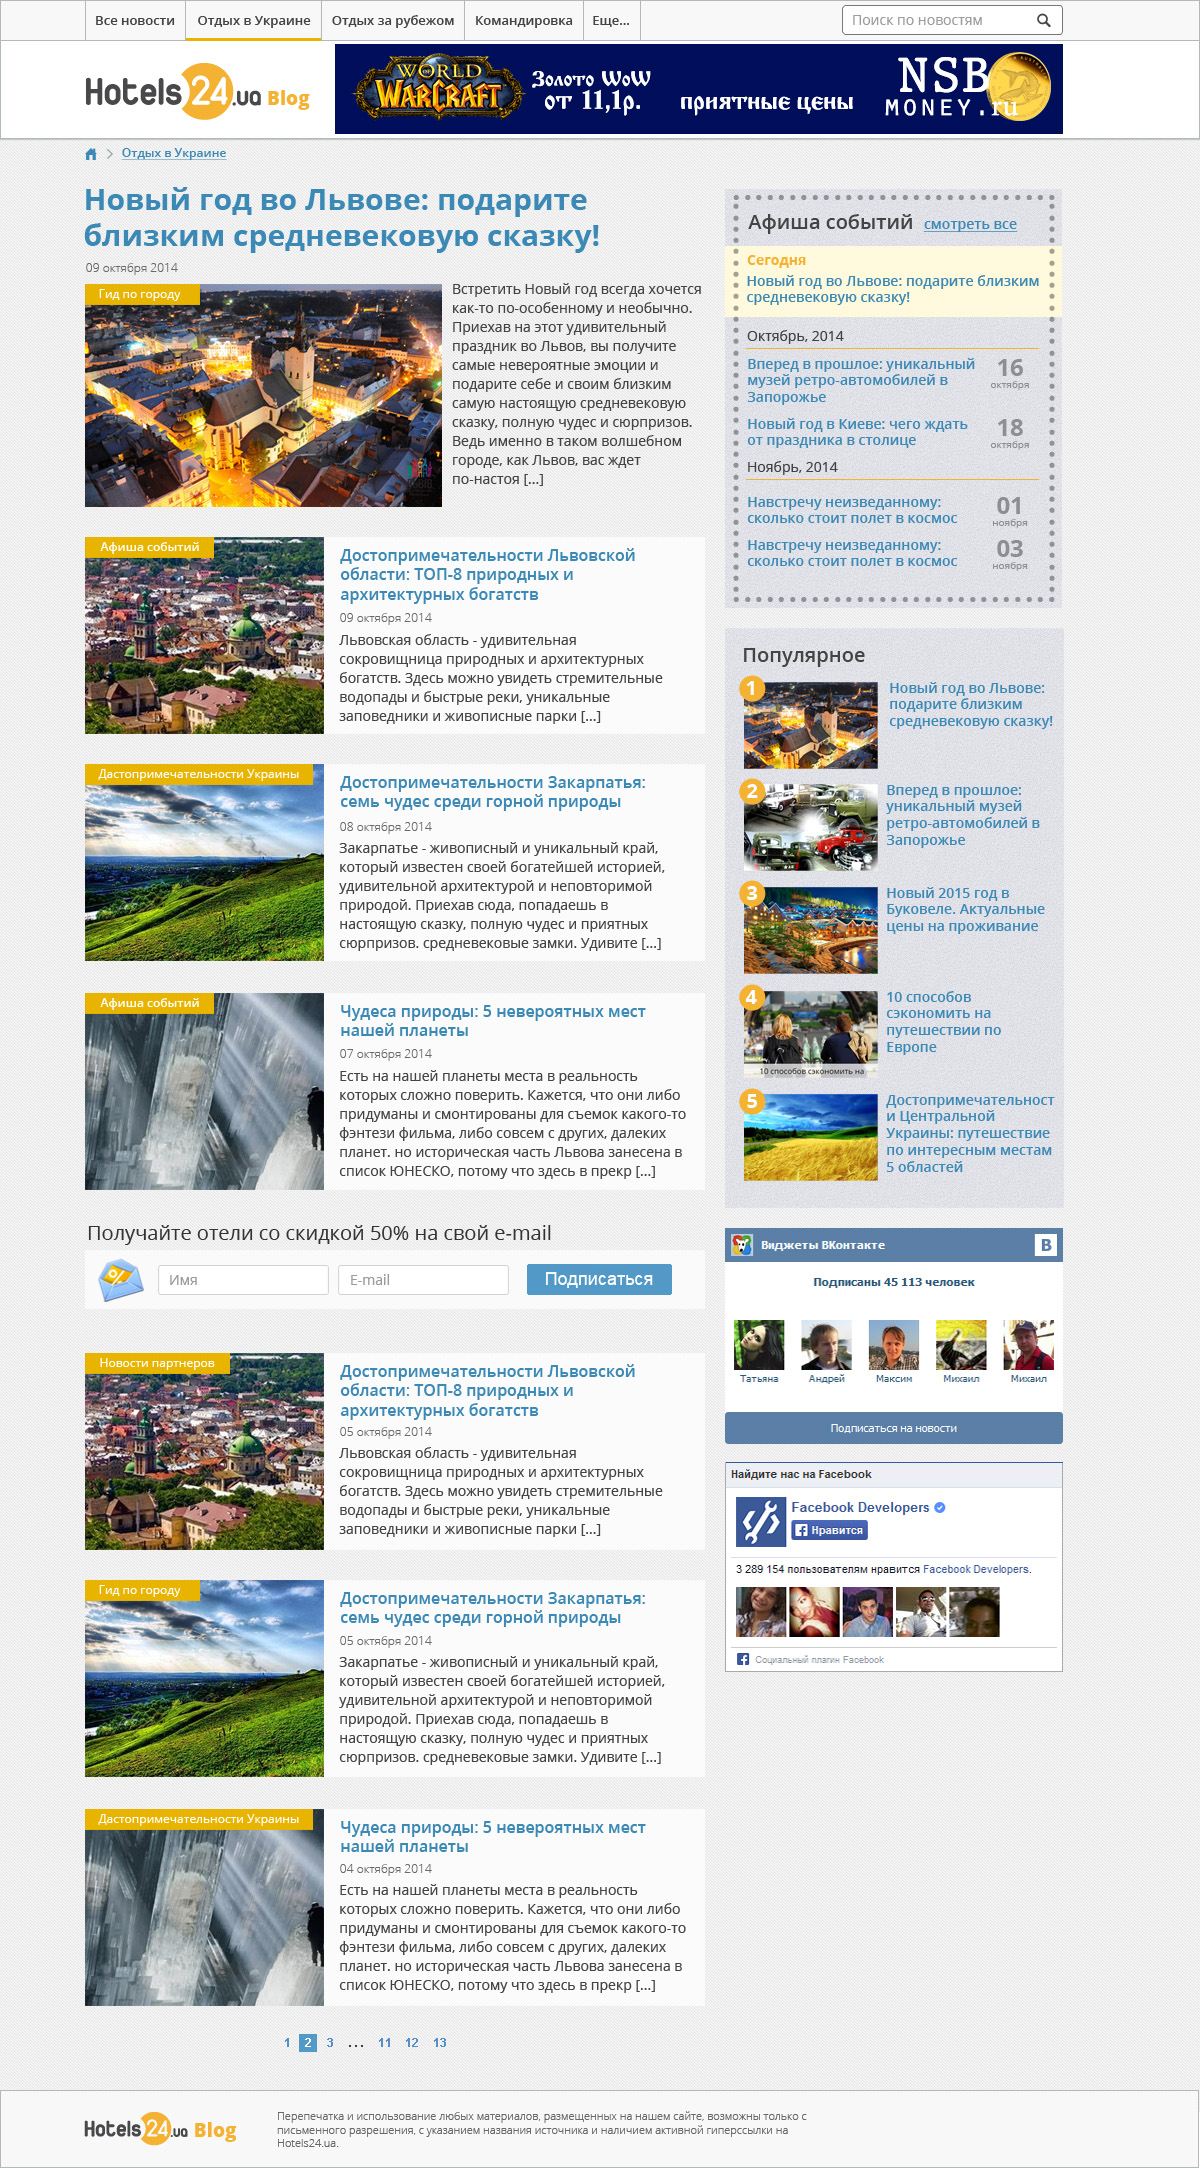 Все новости
Отдых в Украине
Отдых за рубежом
Командировка
Еще...
Поиск по новостям
Hotels24.ua Blog
WORLD
WARCRAFT
Золото WoW
от 11,1р.
приятные цены
NSB
MONEY.ru
Отдых в Украине
Новый год во Львове: подарите
близким средневековую сказку!
09 октября 2014
Гид по городу
Встретить Новый год всегда хочется
как-то по-особенному и необычно.
Приехав на этот удивительный
праздник во Львов, вы получите
самые невероятные эмоции и
подарите себе и своим близким
самую настоящую средневековую
сказку, полную чудес и сюрпризов.
Ведь именно в таком волшебном
городе, как Львов, вас ждет
по-настоя [...]
Афиша событий
Достопримечательности Львовской
области: ТОП-8 природных и
архитектурных богатств
09 октября 2014
Львовская область - удивительная
сокровищница природных и архитектурных
богатств. Здесь можно увидеть стремительные
водопады и быстрые реки, уникальные
заповедники и живописные парки [...]
Дастопримечательности Украины
Достопримечательности Закарпатья:
семь чудес среди горной природы
08 октября 2014
Закарпатье - живописный и уникальный край,
который известен своей богатейшей историей,
удивительной архитектурой и неповторимой
природой. Приехав сюда, попадаешь в
настоящую сказку, полную чудес и приятных
сюрпризов. средневековые замки. Удивите [...]
Афиша событий
Чудеса природы: 5 невероятных мест
нашей планеты
07 октября 2014
Есть на нашей планеты места в реальность
которых сложно поверить. Кажется, что они либо
придуманы и смонтированы для съемок какого-то
фэнтези фильма, либо совсем с других, далеких
планет. но историческая часть Львова занесена в
список ЮНЕСКО, потому что здесь в прекр [...]
Получайте отели со скидкой 50% на свой e-mail
%
Имя
E-mail
Подписаться
Новости партнеров
Достопримечательности Львовской
области: ТОП-8 природных и
архитектурных богатств
05 октября 2014
Львовская область - удивительная
сокровищница природных и архитектурных
богатств. Здесь можно увидеть стремительные
водопады и быстрые реки, уникальные
заповедники и живописные парки [...]
Гид по городу
Достопримечательности Закарпатья:
семь чудес среди горной природы
05 октября 2014
Закарпатье - живописный и уникальный край,
который известен своей богатейшей историей,
удивительной архитектурой и неповторимой
природой. Приехав сюда, попадаешь в
настоящую сказку, полную чудес и приятных
сюрпризов. средневековые замки. Удивите [...]
Дастопримечательности Украины
Чудеса природы: 5 невероятных мест
нашей планеты
04 октября 2014
Есть на нашей планеты места в реальность
которых сложно поверить. Кажется, что они либо
придуманы и смонтированы для съемок какого-то
фэнтези фильма, либо совсем с других, далеких
планет. но историческая часть Львова занесена в
список ЮНЕСКО, потому что здесь в прекр [...]
1 2 3 ... 11 12 13
Афиша событий смотреть все
Сегодня
Новый год во Львове: подарите близким
средневековую сказку!
Октябрь, 2014
Вперед в прошлое: уникальный
музей ретро-автомобилей в
Запорожье
16
октября
Новый год в Киеве: чего ждать
от праздника в столице
18
октября
Ноябрь, 2014
Навстречу неизведанному:
сколько стоит полет в космос
01
ноября
Навстречу неизведанному:
сколько стоит полет в космос
03
ноября
Популярное
1
Новый год во Львове:
подарите близким
средневековую сказку!
2
Вперед в прошлое:
уникальный музей
ретро-автомобилей в
Запорожье
3
Новый 2015 год в
Буковеле. Актуальные
цены на проживание
4
10 способов сэкономить на
10 способов
сэкономить на
путешествии по
Европе
5
Достопримечательност
и Центральной
Украины: путешествие
по интересным местам
5 областей
Виджеты ВКонтакте
В
Подписаны 45 113 человек
Татьяна
Андрей
Максим
Михаил
Михаил
Подписаться на новости
Найдите нас на Facebook
Facebook Developers
Нравится
3 289 154 пользователям нравится Facebook Developers.
Социальный плагин Facebook
Hotels24.ua Blog
Перепечатка и использование любых материалов, размещенных на нашем сайте, возможны только с
письменного разрешения, с указанием названия источника и наличием активной гиперссылки на
Hotels24.ua.